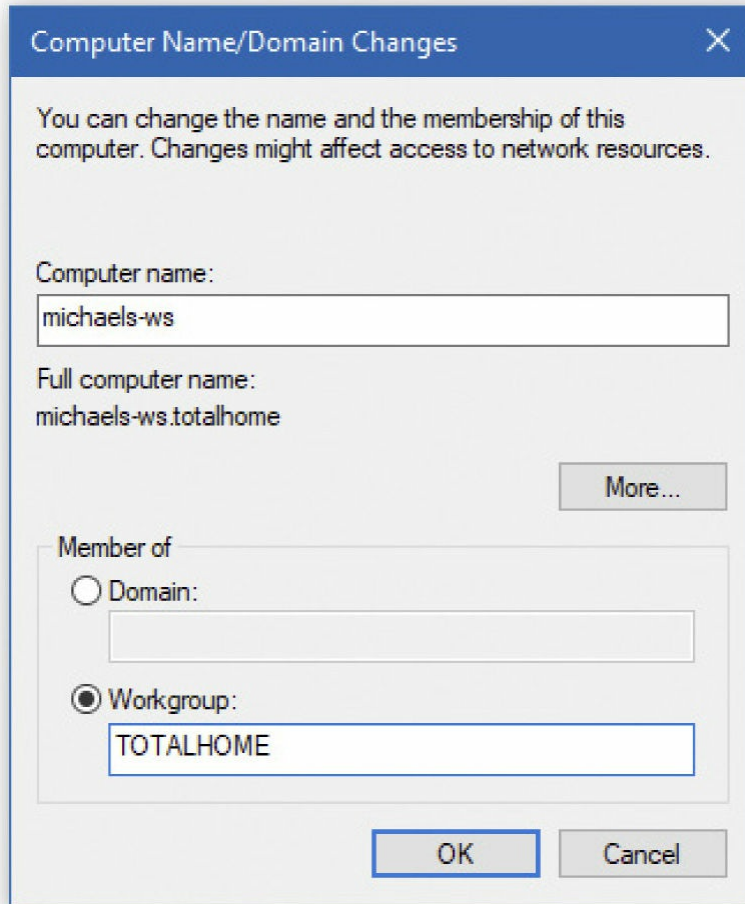 Computer Name/Domain Changes
You can change the name and the membership of this
computer. Changes might affect access to network resources.
Computer name:
michaels-ws
Full computer name:
michaels-ws.totalhome
More...
Member of
Domain:
Workgroup:
TOTALHOME
OK
Cancel